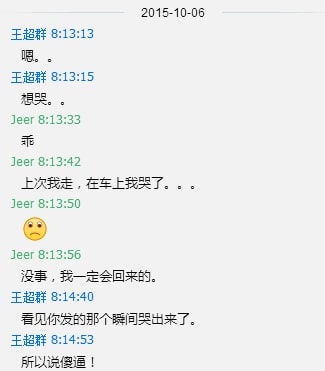 2015-10-06
王超群 8:13:13
嗯。。
王超群 8:13:15
想哭。。
Jeer 8:13:33
乖
Jeer 8:13:42
上次我走，在车上我哭了。。。
Jeer 8:13:50
Jeer 8:13:56
没事，我一定会回来的。
王超群 8:14:40
看见你发的那个瞬间哭出来了。
王超群 8:14:53
所以说傻逼！